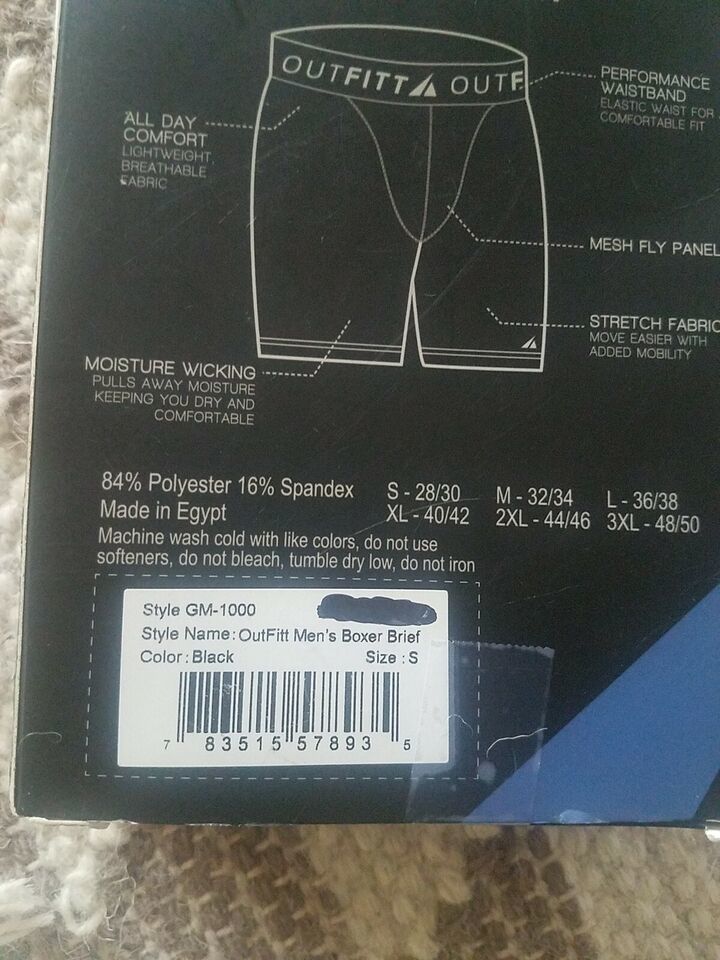 OUTFITT OUTF
PERFORMANCE
WAISTBAND
ELASTIC WAIST FOR
COMFORTABLE FIT
ALL DAY
COMFORT
LIGHTWEIGHT,
BREATHABLE
FABRIC
MESH FLY PANEL
STRETCH FABRIC
MOVE EASIER WITH
ADDED MOBILITY
MOISTURE WICKING
PULLS AWAY MOISTURE
KEEPING YOU DRY AND
COMFORTABLE
84% Polyester 16% Spandex
Made in Egypt
Machine wash cold with like colors, do not use
softeners, do not bleach, tumble dry low, do not iron
S - 28/30 M - 32/34 L - 36/38
XL - 40/42 2XL - 44/46 3XL - 48/50
Style GM-1000
Style Name: OutFitt Men's Boxer Brief
Color: Black Size: S
7 83515 57893 5